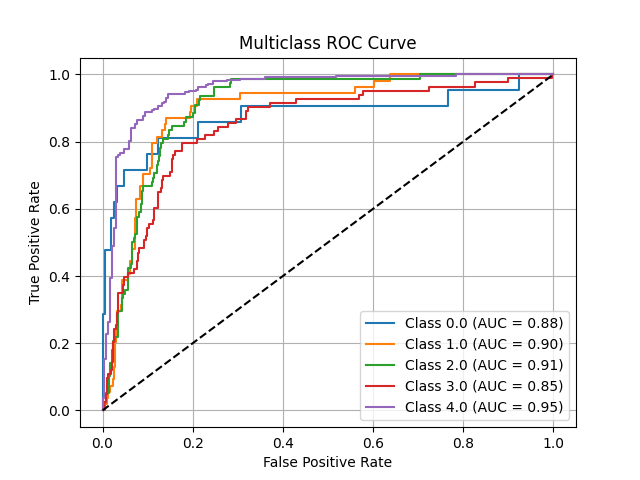 Multiclass ROC Curve
True Positive Rate
1.0
0.8
0.6
0.4
0.2
0.0
Class 0.0 (AUC = 0.88)
Class 1.0 (AUC = 0.90)
Class 2.0 (AUC = 0.91)
Class 3.0 (AUC = 0.85)
Class 4.0 (AUC = 0.95)
0.0 0.2 0.4 0.6 0.8 1.0
False Positive Rate